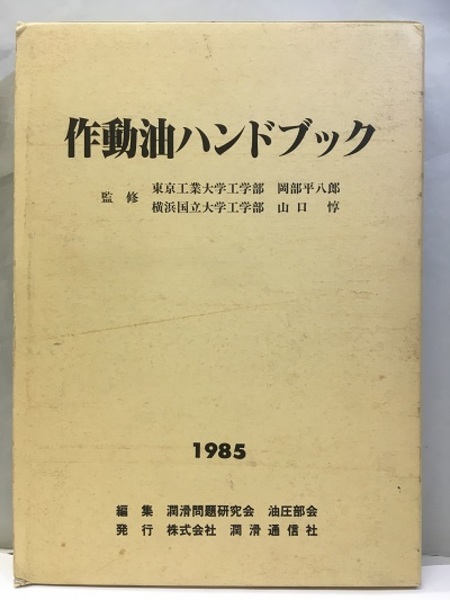 作動油ハンドブック
監修 東京工業大学工学部 岡部平八郎
横浜国立大学工学部 山口惇
1985
編集 潤滑問題研究会 油圧部会
発行 株式会社 潤滑通信社